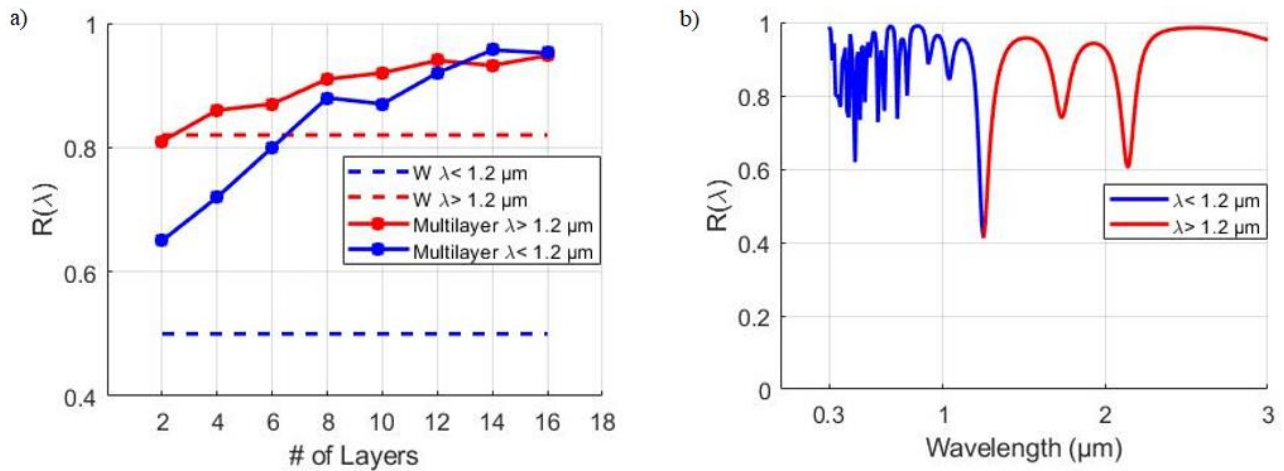 a)
R(λ)
1
0.8
0.6
0.4
2 4 6 8 10 12 14 16 18
# of Layers
W λ< 1.2 µm
W λ> 1.2 µm
Multilayer λ> 1.2 µm
Multilayer λ< 1.2 µm
b)
R(λ)
1
0.8
0.6
0.4
0.2
0
0.3 1 2 3
Wavelength (µm)
λ< 1.2 µm
λ> 1.2 µm